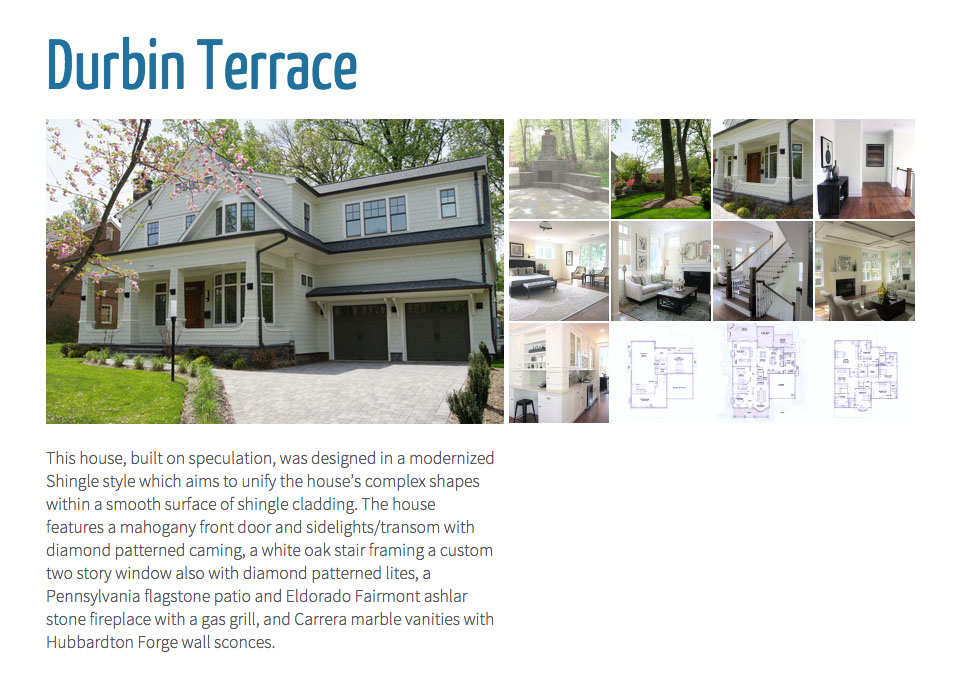 Durbin Terrace
This house, built on speculation, was designed in a modernized
Shingle style which aims to unify the house’s complex shapes
within a smooth surface of shingle cladding. The house
features a mahogany front door and sidelights/transom with
diamond patterned caming, a white oak stair framing a custom
two story window also with diamond patterned lites, a
Pennsylvania flagstone patio and Eldorado Fairmont ashlar
stone fireplace with a gas grill, and Carrera marble vanities with
Hubbardton Forge wall sconces.